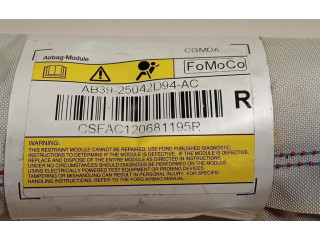 CGMDA
Airbag-Module
FoMoCo
AB39-25042D94-AC
R
CSFAC120681195R
WARNING:
THIS RESTRAINT MODULE CANNOT BE REPAIRED. USE FORD PUBLISHED DIAGNOSTIC
INSTRUCTIONS TO DETERMINE IF THE MODULE IS DEFECTIVE. IF MODULE IS DEFECTIVE,
REPLACE AND DISPOSE OF THE ENTIRE MODULE AS DIRECTED IN INSTRUCTIONS.
UNDER NO CIRCUMSTANCES SHOULD DIAGNOSIS BE PERFORMED ON THE MODULE
USING ELECTRICALLY POWERED TEST EQUIPMENT OR PROBING DEVICES.
TAMPERING OR MISHANDLING CAN RESULT IN PERSONAL INJURY. FOR SPECIFIC
HANDLING INSTRUCTIONS, REFER TO THE FORD AIRBAG MANUAL.